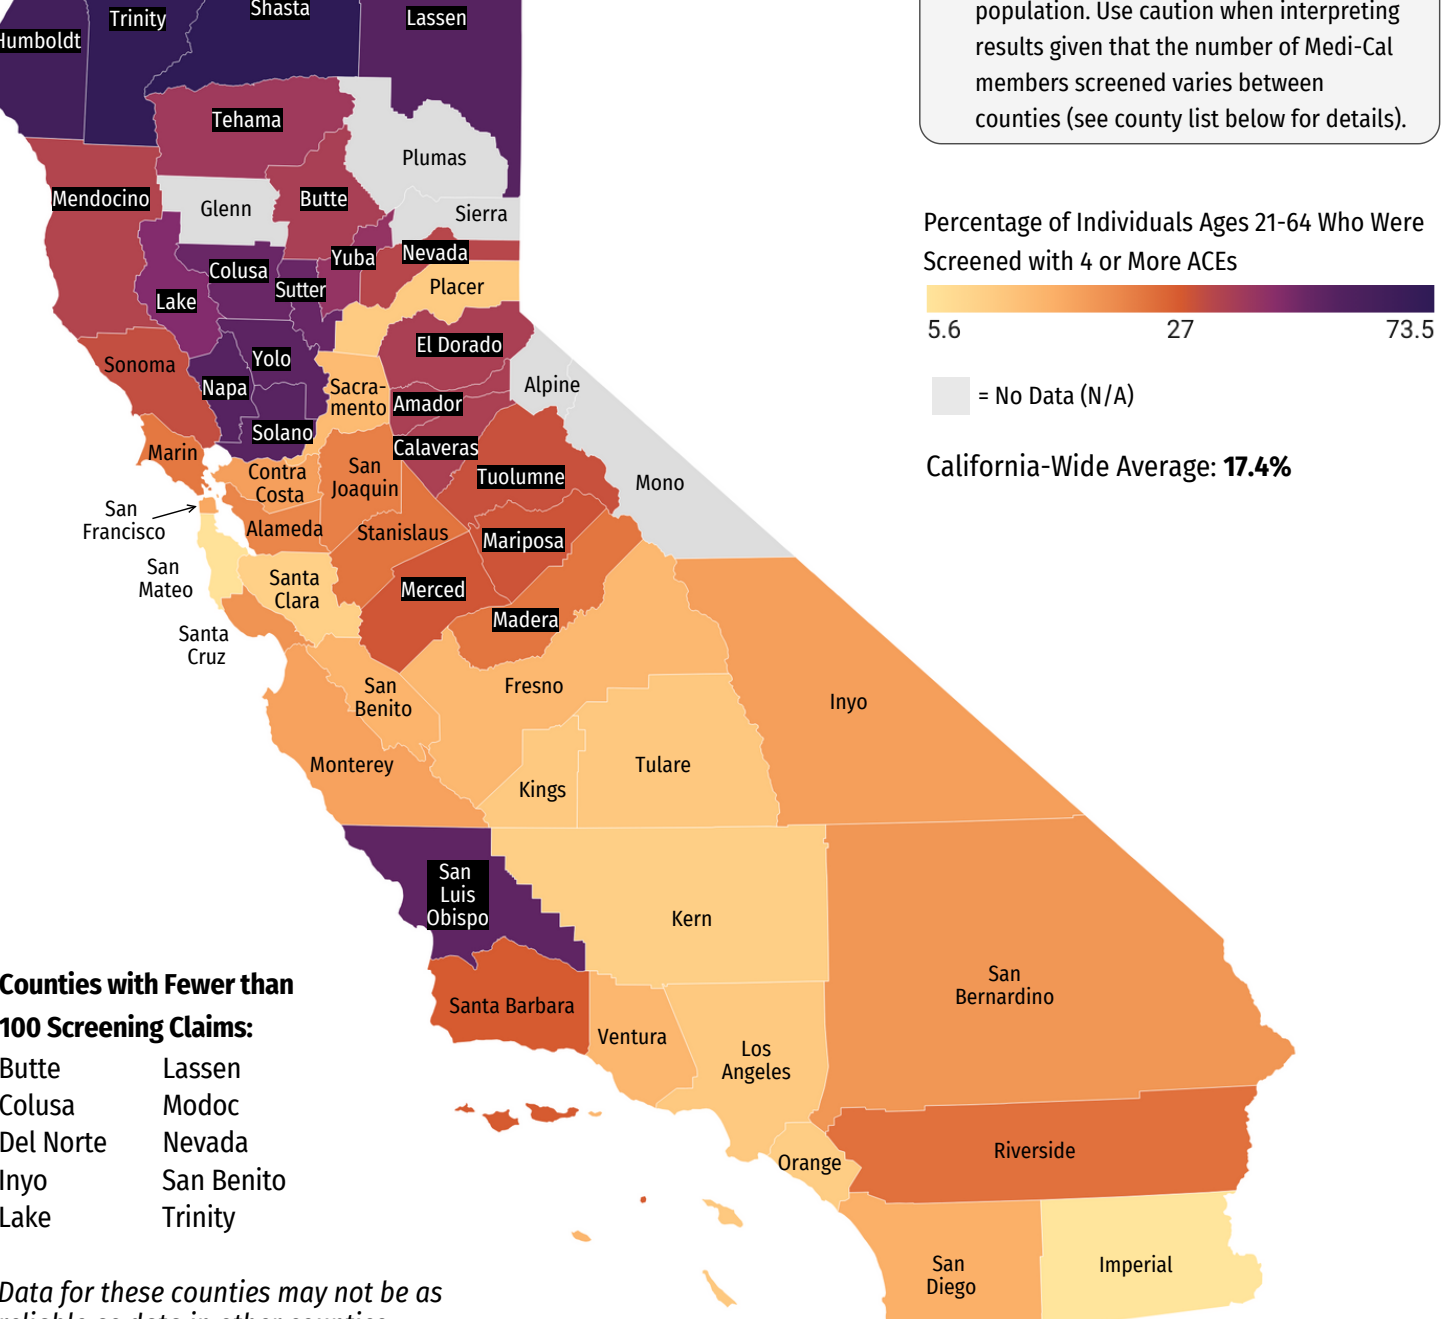 population. Use caution when interpreting
results given that the number of Medi-Cal
members screened varies between
counties (see county list below for details).
Percentage of Individuals Ages 21-64 Who Were
Screened with 4 or More ACEs
5.6 27 73.5
= No Data (N/A)
California-Wide Average: 17.4%
Humboldt
Trinity
Shasta
Lassen
Tehama
Plumas
Mendocino
Glenn
Butte
Sierra
Colusa
Yuba
Nevada
Sutter
Placer
Lake
Sonoma
Yolo
El Dorado
Napa
Sacra-
mento
Alpine
Amador
Solano
Calaveras
Marin
Contra
Costa
San
Joaquin
Tuolumne
Mono
San
Francisco
Alameda
Stanislaus
Mariposa
San
Mateo
Santa
Clara
Merced
Madera
Santa
Cruz
San
Benito
Fresno
Inyo
Monterey
Kings
Tulare
San
Luis
Obispo
Kern
Santa Barbara
Ventura
Los
Angeles
San
Bernardino
Orange
Riverside
San
Diego
Imperial
Counties with Fewer than
100 Screening Claims:
Butte Lassen
Colusa Modoc
Del Norte Nevada
Inyo San Benito
Lake Trinity
Data for these counties may not be as
reliable as data in other counties